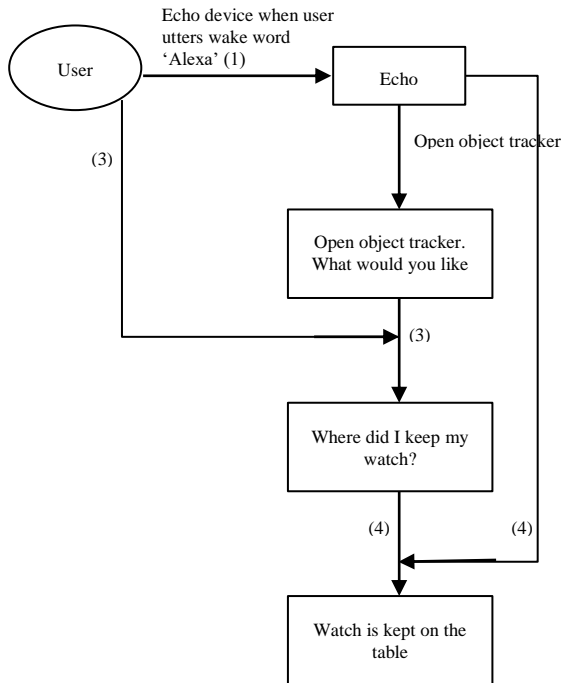 Echo device when user
utters wake word
‘Alexa’ (1)
User
Echo
Open object tracker
(3)
Open object tracker.
What would you like
(3)
Where did I keep my
watch?
(4)
(4)
Watch is kept on the
table